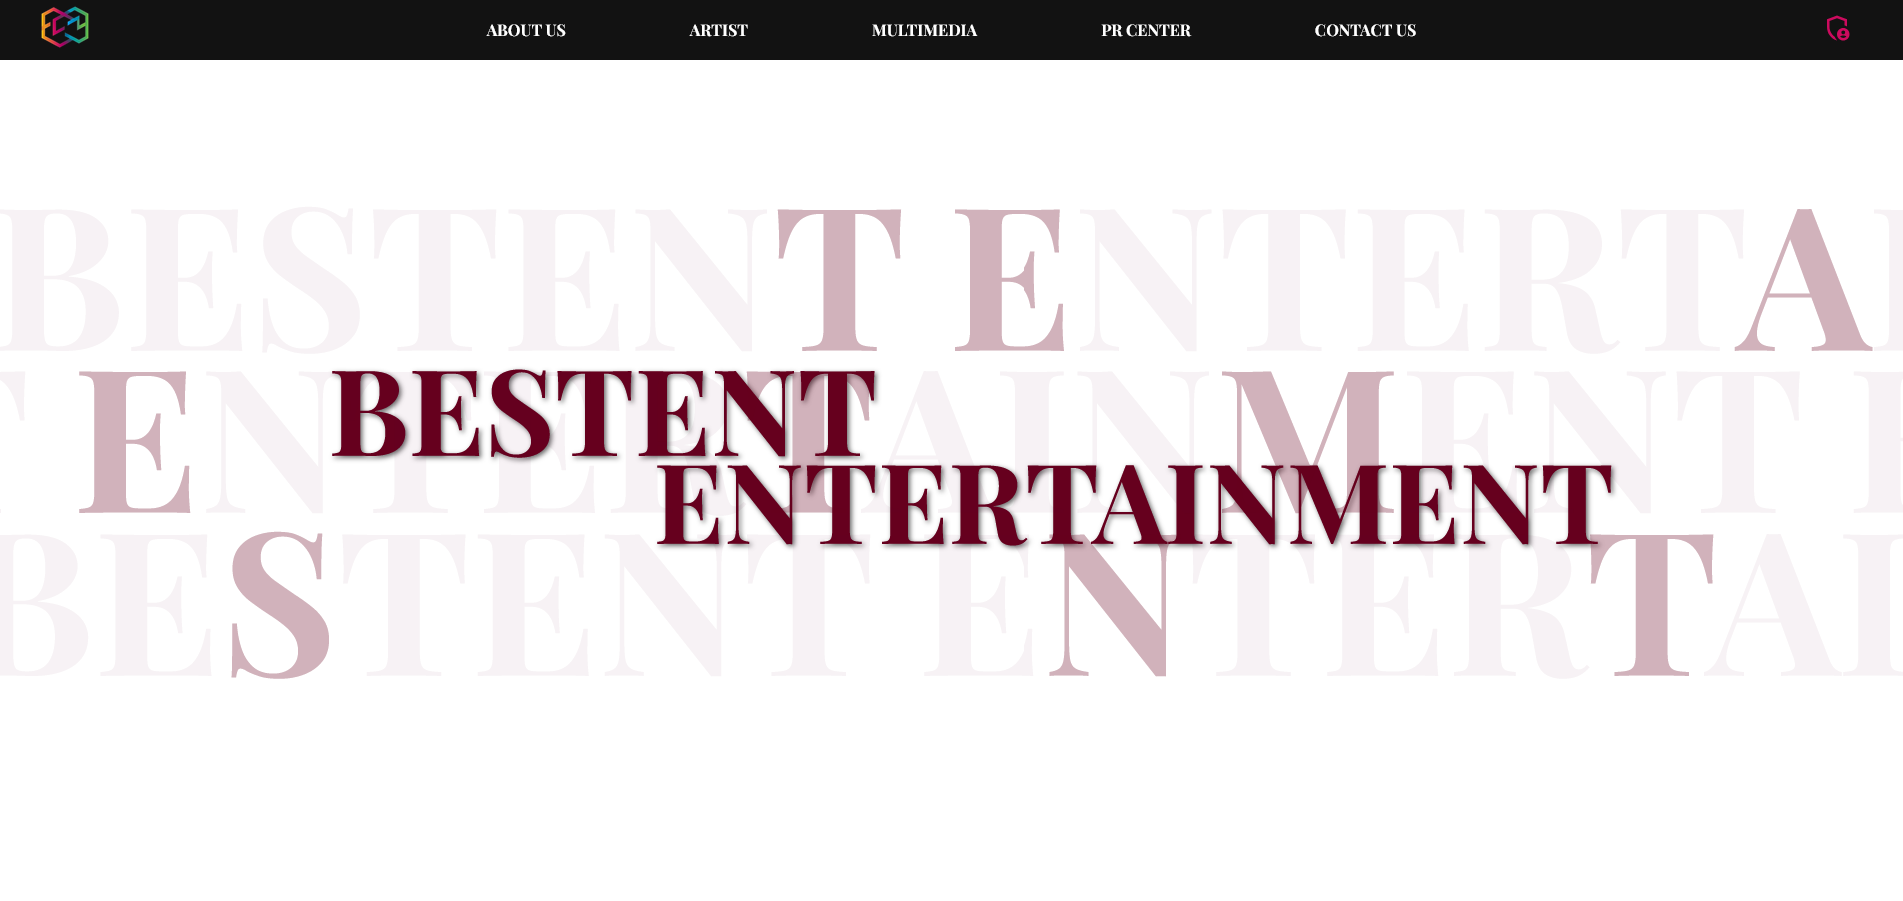 ABOUT US
ARTIST
MULTIMEDIA
PR CENTER
CONTACT US
BESTENT ENTERTA
T ENTERTAINMENT
BESTENT ENTERTAI
BESTENT
ENTERTAINMENT